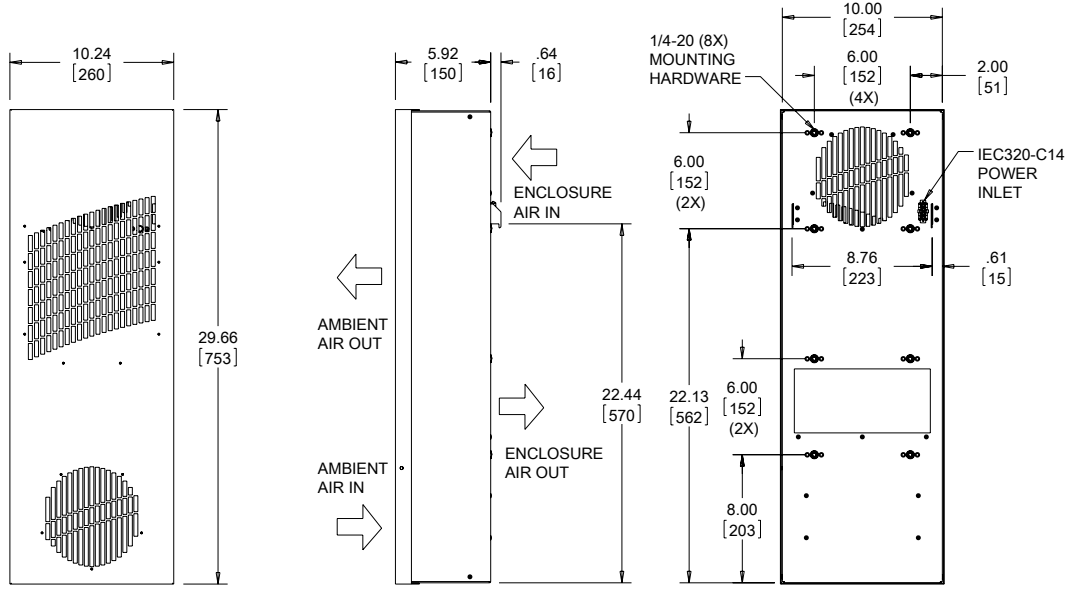 10.24
[260]
29.66
[753]
5.92
[150]
.64
[16]
ENCLOSURE
AIR IN
AMBIENT
AIR OUT
22.44
[570]
ENCLOSURE
AIR OUT
AMBIENT
AIR IN
10.00
[254]
1/4-20 (8X)
MOUNTING
HARDWARE
6.00
[152]
(4X)
2.00
[51]
6.00
[152]
(2X)
IEC320-C14
POWER
INLET
8.76
[223]
.61
[15]
22.13
[562]
6.00
[152]
(2X)
8.00
[203]